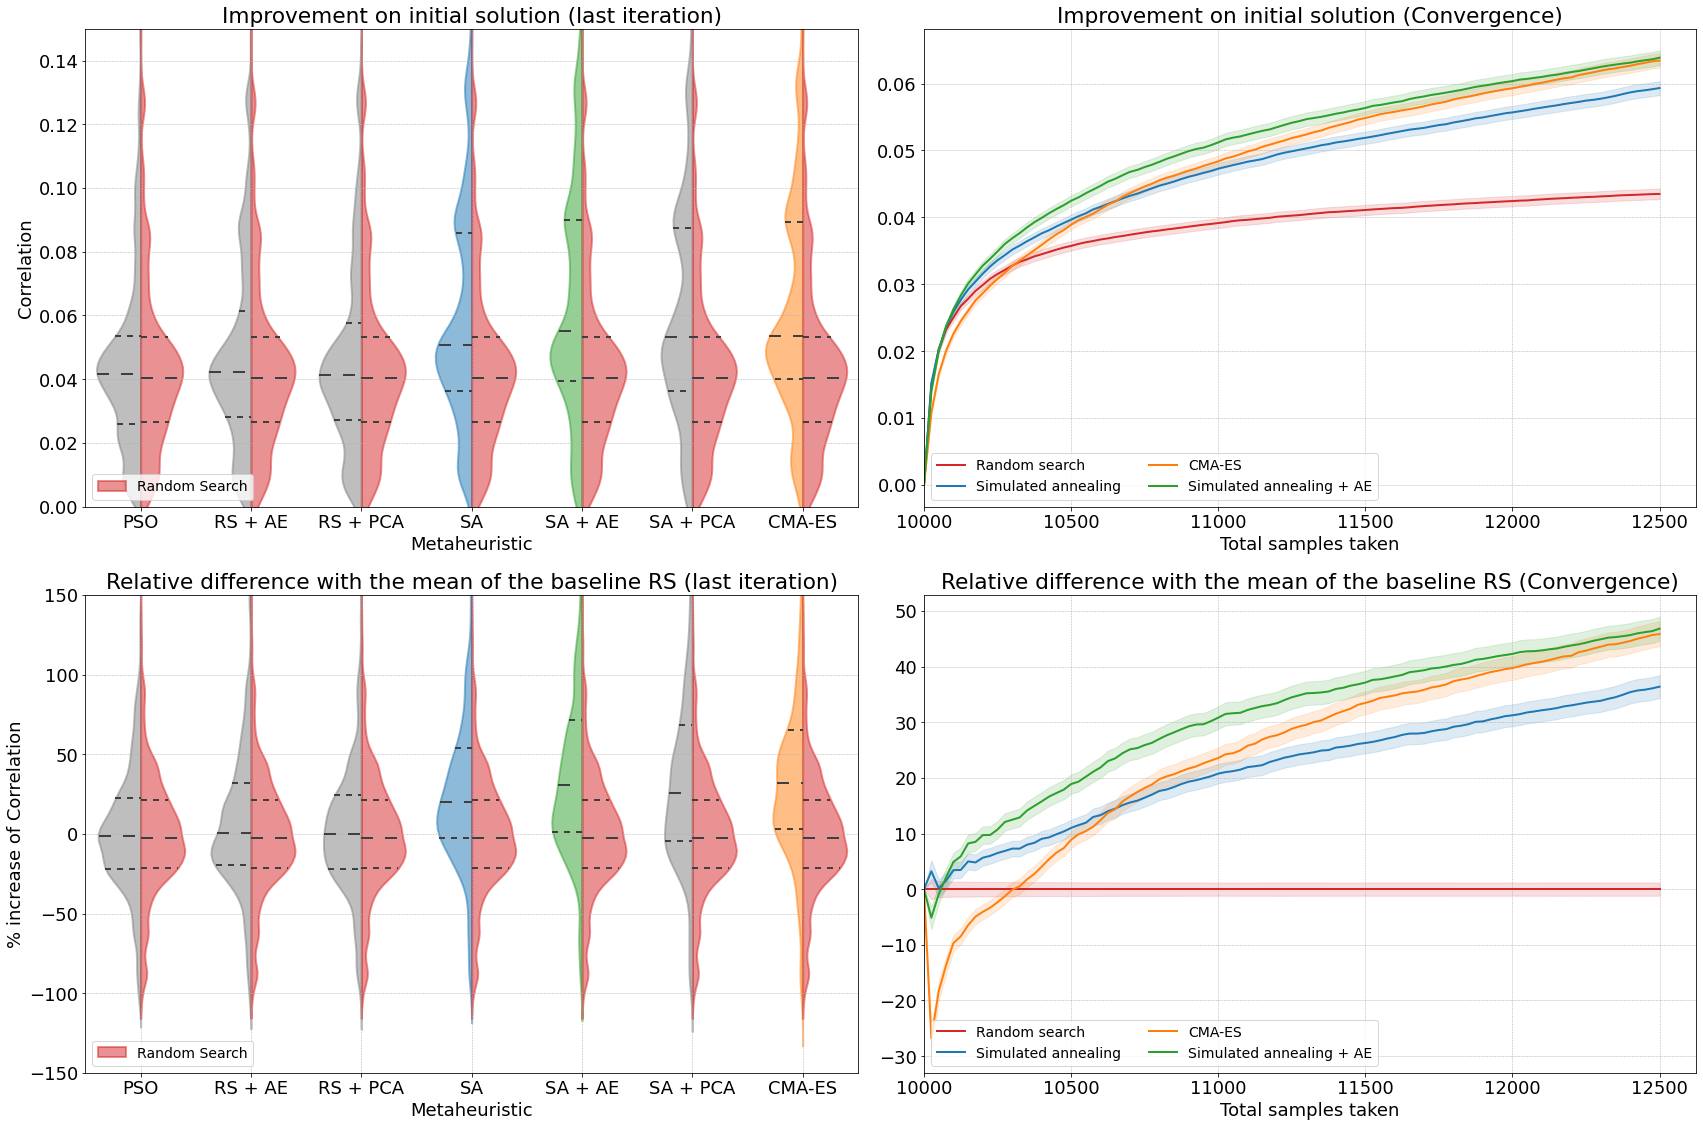 Improvement on initial solution (last iteration)
0.14
0.12
0.10
0.08
0.06
0.04
0.02
0.00
Correlation
Random Search
PSO RS + AE RS + PCA SA SA + AE SA + PCA CMA-ES
Metaheuristic
Improvement on initial solution (Convergence)
0.06
0.05
0.04
0.03
0.02
0.01
0.00
Random search CMA-ES
Simulated annealing Simulated annealing + AE
10000 10500 11000 11500 12000 12500
Total samples taken
Relative difference with the mean of the baseline RS (last iteration)
150
100
50
0
−50
−100
−150
% increase of Correlation
Random Search
PSO RS + AE RS + PCA SA SA + AE SA + PCA CMA-ES
Metaheuristic
Relative difference with the mean of the baseline RS (Convergence)
50
40
30
20
10
0
−10
−20
−30
Random search CMA-ES
Simulated annealing Simulated annealing + AE
10000 10500 11000 11500 12000 12500
Total samples taken